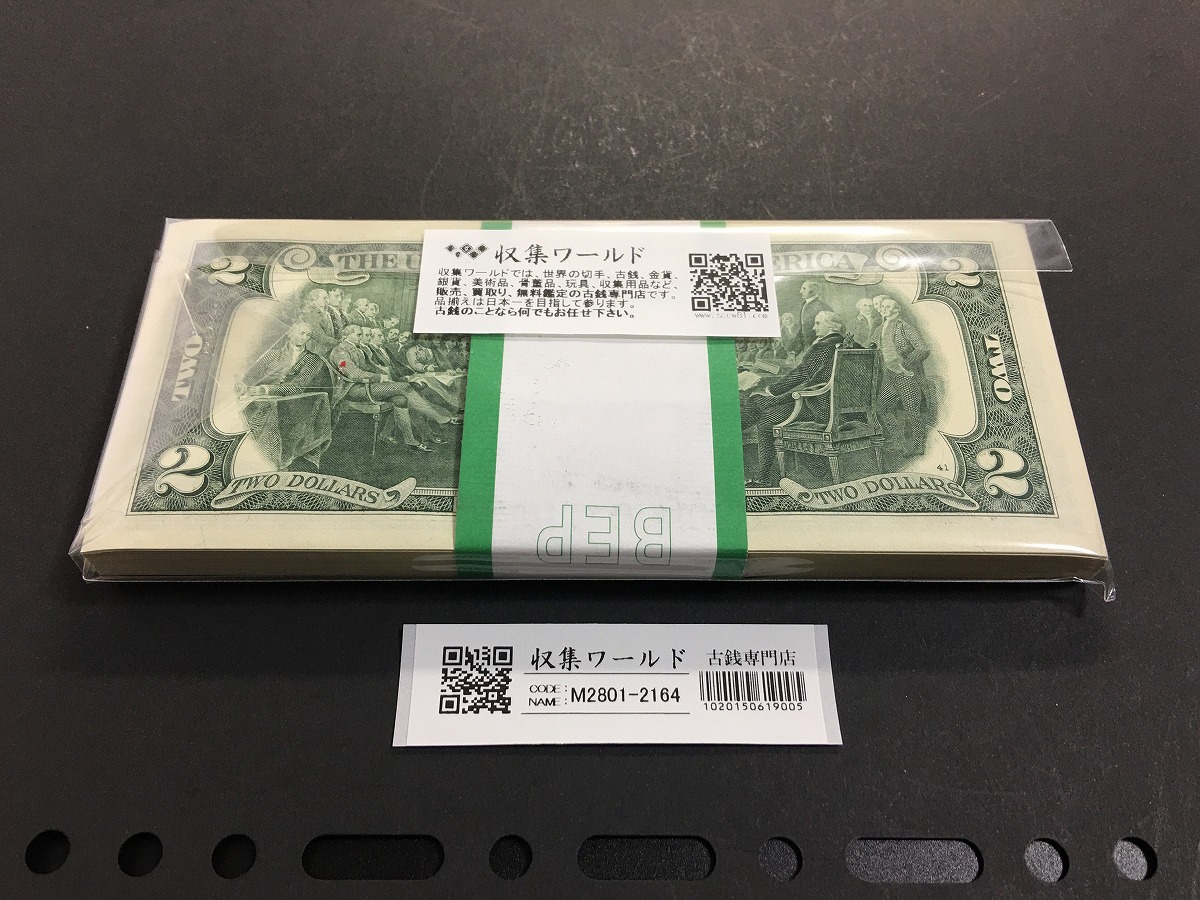 収集ワールド
収集ワールドでは、世界の切手、古銭、金貨、
銀貨、美術品、骨董品、玩具、収集用品など、
販売、買取り、無料鑑定の古銭専門店です。
品揃えは日本一を目指して参ります。
古銭のことなら何でもお任せ下さい。
THE U
ERICA
2
2
TWO
TWO
2
2
TWO DOLLARS
TWO DOLLARS
41
BEP
収集ワールド 古銭専門店
CODE:
NAME: M2801-2164
1020150619005